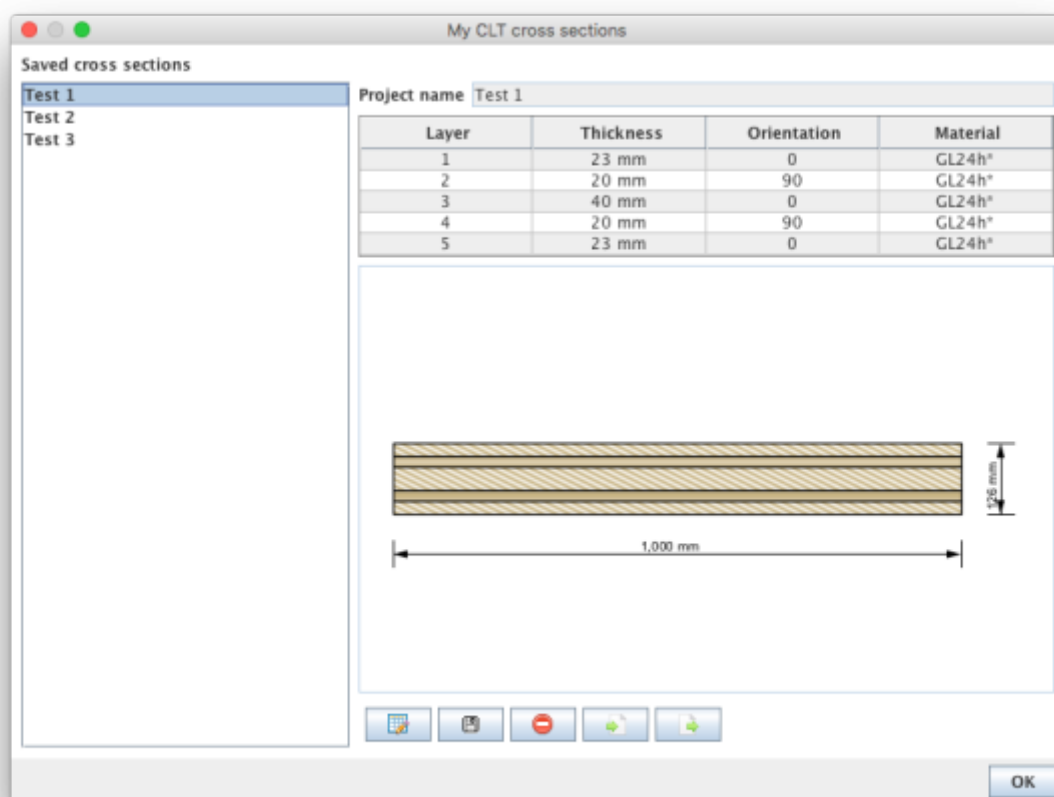 My CLT cross sections
Saved cross sections
Test 1
Test 2
Test 3
Project name Test 1
Layer Thickness Orientation Material
1 23 mm 0 GL24h*
2 20 mm 90 GL24h*
3 40 mm 0 GL24h*
4 20 mm 90 GL24h*
5 23 mm 0 GL24h*
126 mm
1,000 mm
OK